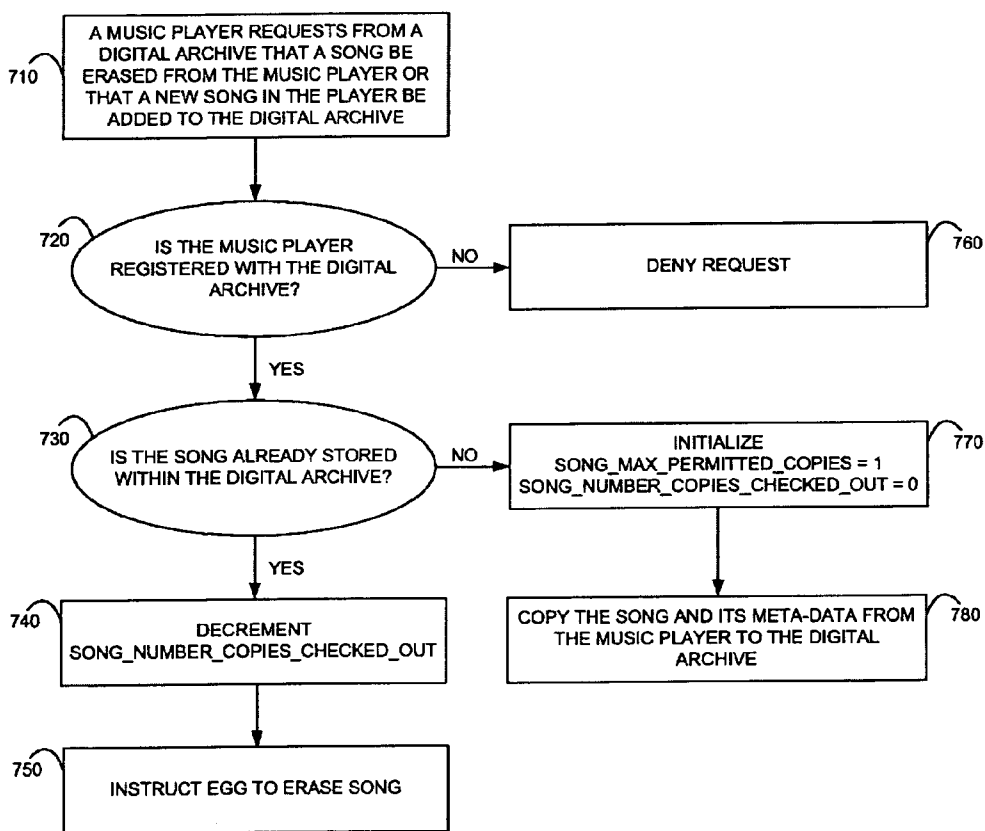 710
A MUSIC PLAYER REQUESTS FROM A
DIGITAL ARCHIVE THAT A SONG BE
ERASED FROM THE MUSIC PLAYER OR
THAT A NEW SONG IN THE PLAYER BE
ADDED TO THE DIGITAL ARCHIVE
720
IS THE MUSIC PLAYER
REGISTERED WITH THE DIGITAL
ARCHIVE?
NO
760
DENY REQUEST
YES
730
IS THE SONG ALREADY STORED
WITHIN THE DIGITAL ARCHIVE?
NO
770
INITIALIZE
SONG_MAX_PERMITTED_COPIES = 1
SONG_NUMBER_COPIES_CHECKED_OUT = 0
YES
740
DECREMENT
SONG_NUMBER_COPIES_CHECKED_OUT
780
COPY THE SONG AND ITS META-DATA FROM
THE MUSIC PLAYER TO THE DIGITAL
ARCHIVE
750
INSTRUCT EGG TO ERASE SONG